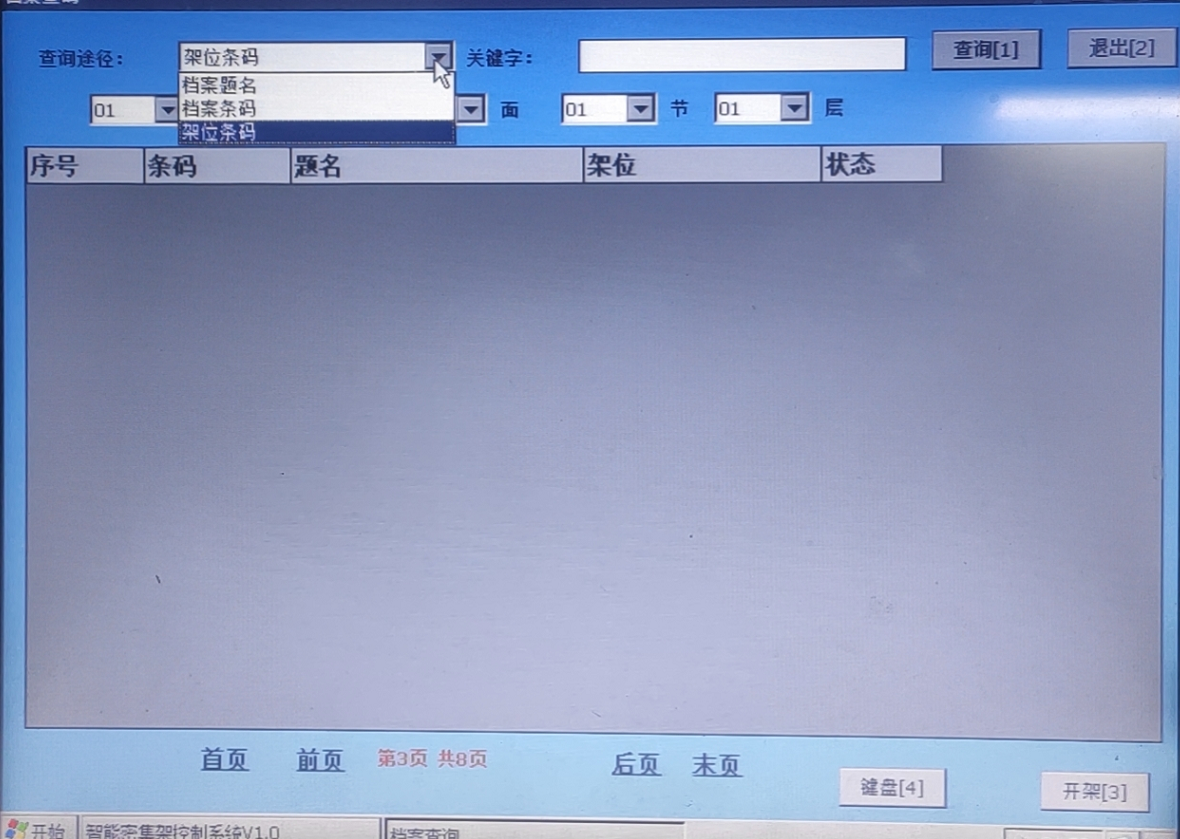 查询途径： 架位条码 关键字： 查询[1] 退出[2]
档案题名
01 档案条码 面 01 节 01 层
架位条码
序号 条码 题名 架位 状态
首页 前页 第3页 共8页 后页 末页
键盘[4] 开架[3]
开始 智能密集架控制系统V1.0 档案查询